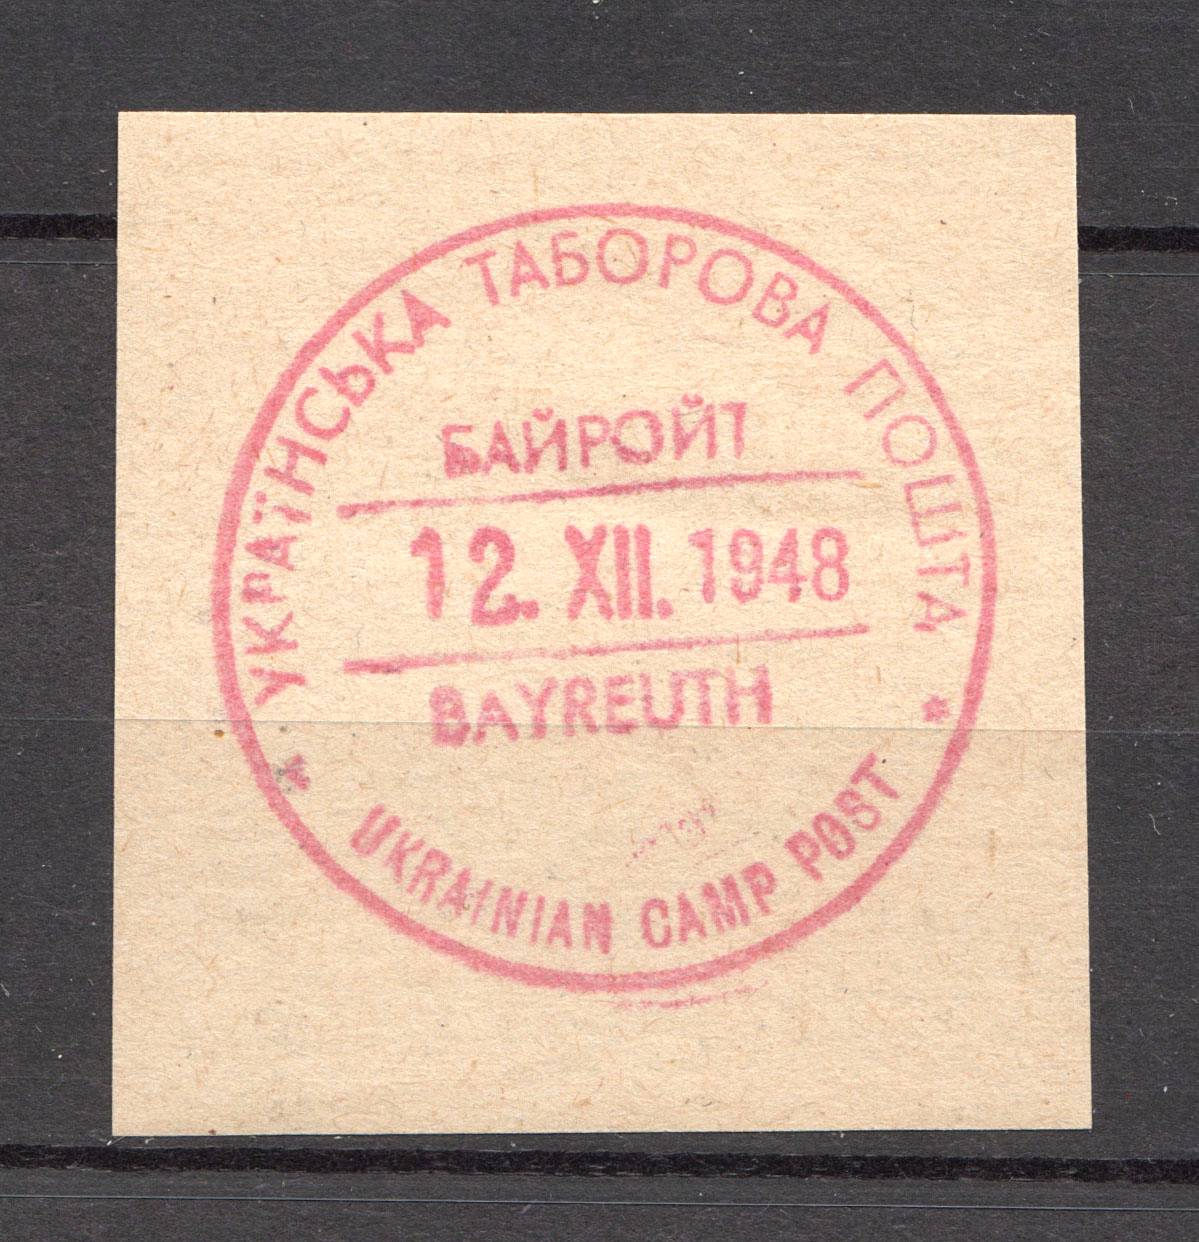 УКРАЇНСЬКА ТАБОРОВА ПОШТА
БАЙРОЙТ
12. XII. 1948
BAYREUTH
UKRAINIAN CAMP POST